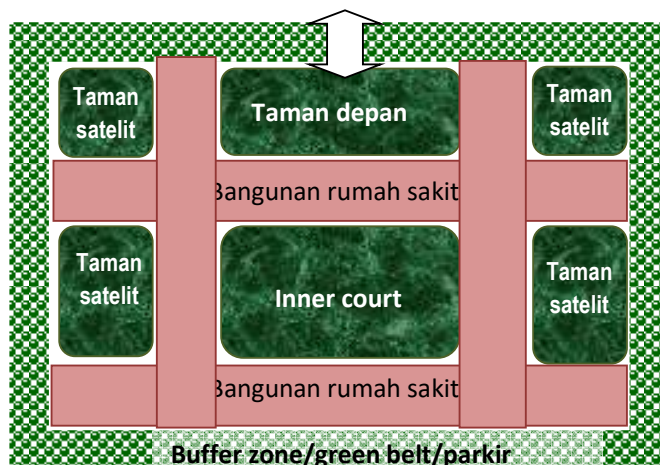 Taman
satelit
Taman depan
Taman
satelit
Bangunan rumah sakit
Taman
satelit
Inner court
Taman
satelit
Bangunan rumah sakit
Buffer zone/green belt/parkir